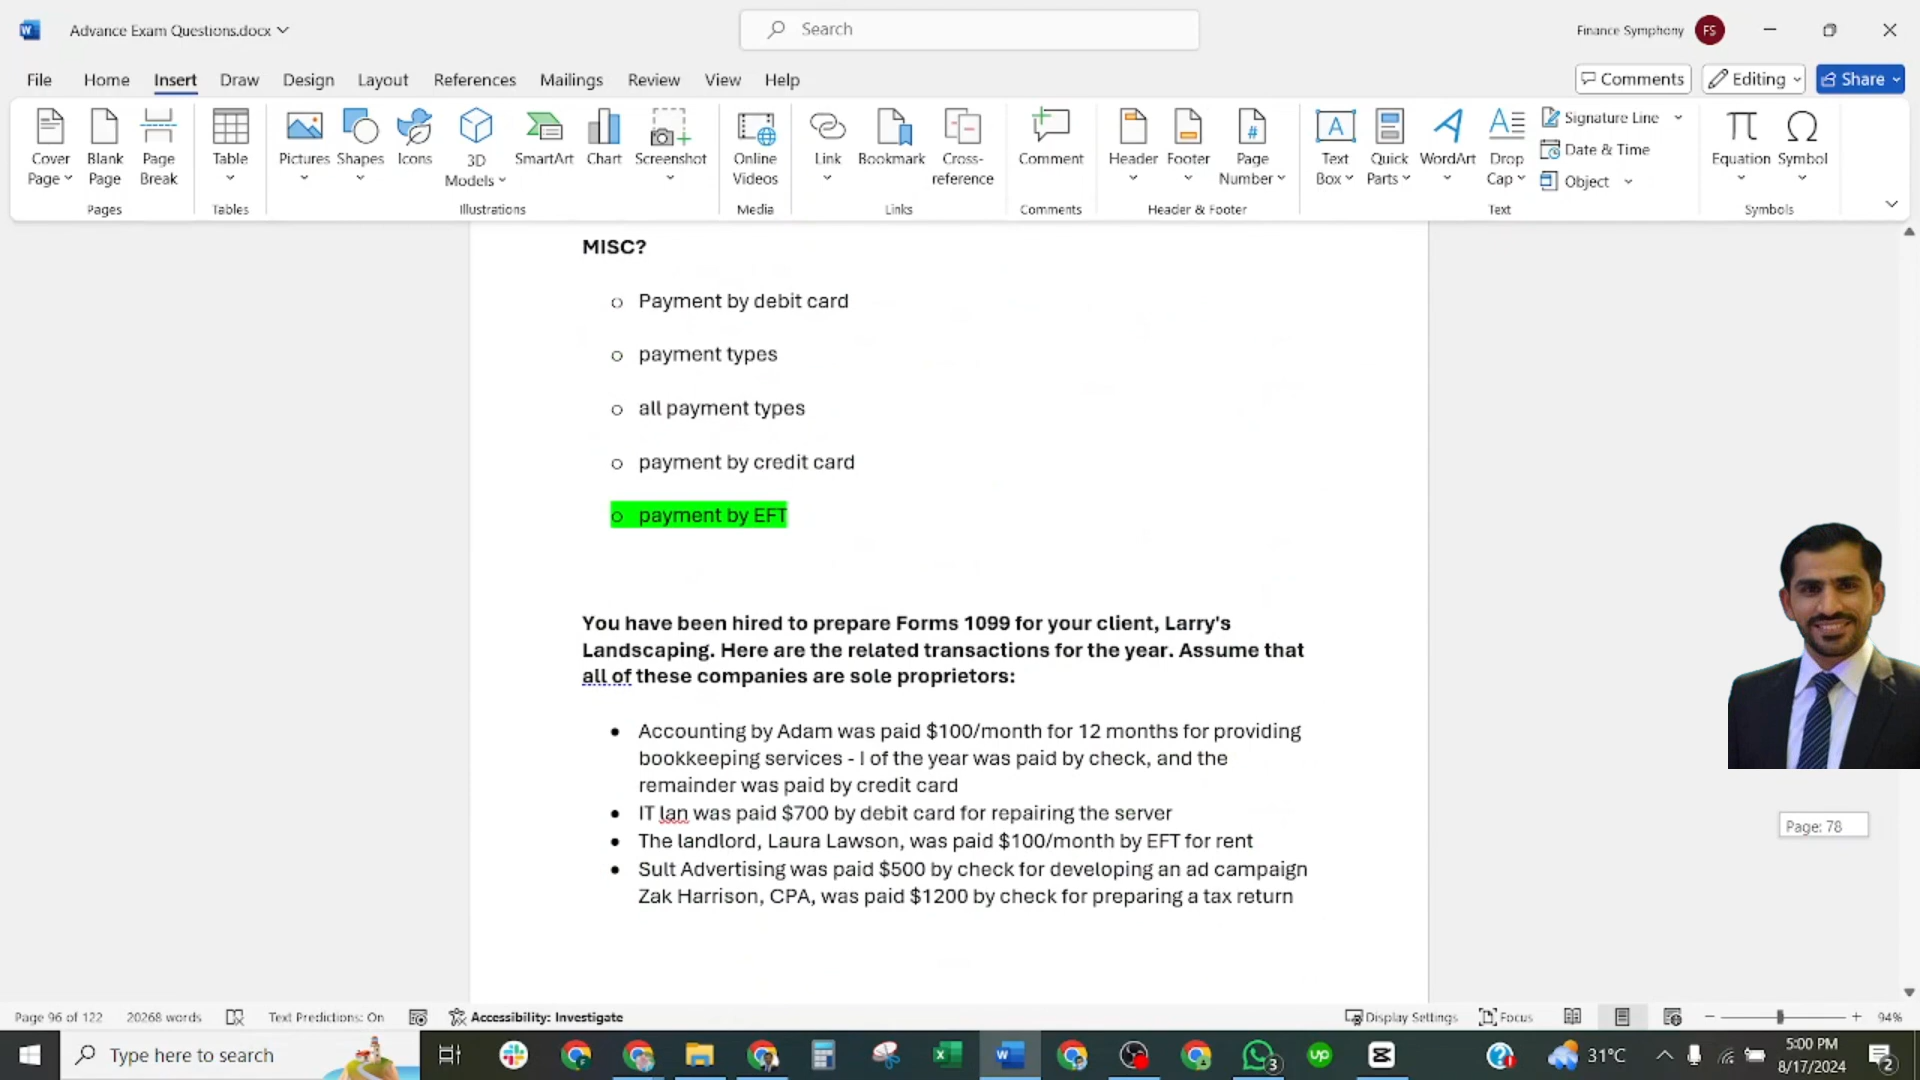 Advance Exam Questions.docx
Search
Finance Symphony
FS
File Home Insert Draw Design Layout References Mailings Review View Help
Comments Editing Share
Cover Page
Blank Page
Page Break
Table
Pictures
Shapes
Icons
3D Models
SmartArt
Chart
Screenshot
Online Videos
Link
Bookmark
Cross-reference
Comment
Header
Footer
Page Number
Text Box
Quick Parts
WordArt
Drop Cap
Signature Line
Date & Time
Object
Equation
Symbol
Pages Tables Illustrations Media Links Comments Header & Footer Text Symbols
MISC?
o Payment by debit card
o payment types
o all payment types
o payment by credit card
o payment by EFT
You have been hired to prepare Forms 1099 for your client, Larry's
Landscaping. Here are the related transactions for the year. Assume that
all of these companies are sole proprietors:
• Accounting by Adam was paid $100/month for 12 months for providing
bookkeeping services - I of the year was paid by check, and the
remainder was paid by credit card
• IT lan was paid $700 by debit card for repairing the server
• The landlord, Laura Lawson, was paid $100/month by EFT for rent
• Sult Advertising was paid $500 by check for developing an ad campaign
Zak Harrison, CPA, was paid $1200 by check for preparing a tax return
Page: 78
Page 96 of 122 20268 words Text Predictions: On Accessibility: Investigate Display Settings Focus 94%
Type here to search
3
up
31°C
5:00 PM
8/17/2024
2